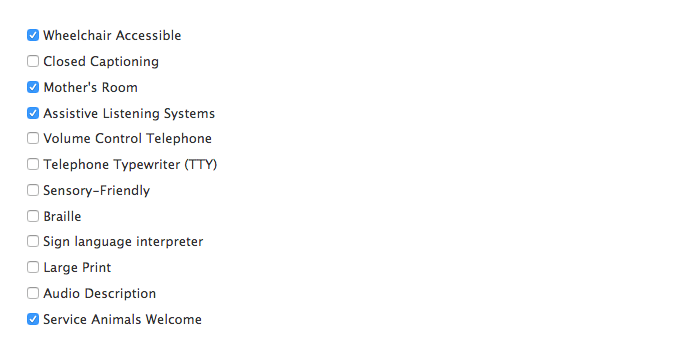 Wheelchair Accessible
Closed Captioning
Mother's Room
Assistive Listening Systems
Volume Control Telephone
Telephone Typewriter (TTY)
Sensory-Friendly
Braille
Sign language interpreter
Large Print
Audio Description
Service Animals Welcome